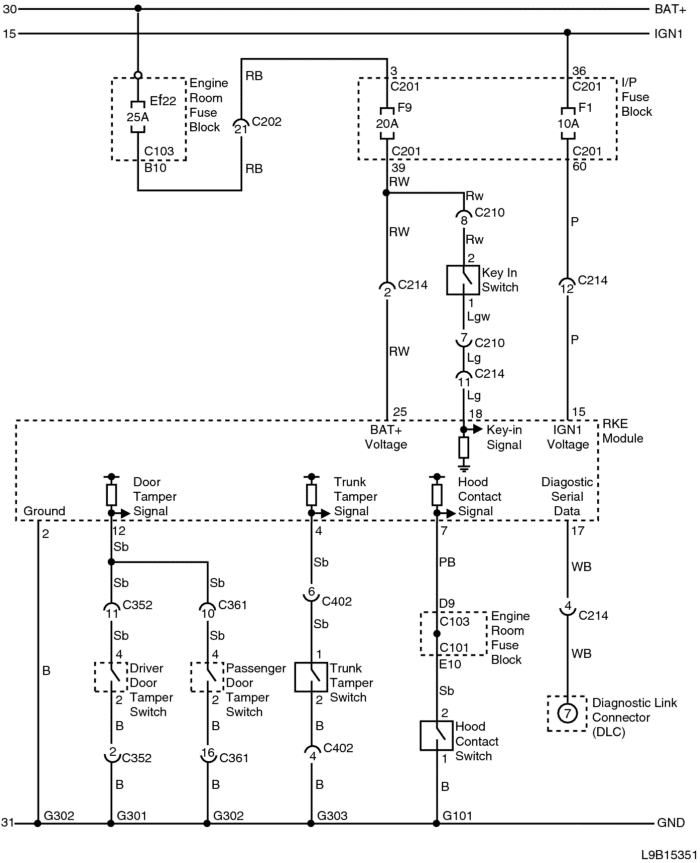 30 BAT+
15 IGN1
3 36
C201 C201 I/P
Fuse
Block
Engine
Room
Fuse
Block
RB
Ef22
25A
C202
21
F9
20A
F1
10A
C103
B10
RB
C201 C201
39 60
RW
Rw
C210
8
RW Rw P
2
Key In
Switch
C214
2
C214
12
1
Lgw
7
C210
RW Lg P
C214
11
Lg
25 18 15
RKE
Module
BAT+
Voltage
Key-in
Signal
IGN1
Voltage
Door
Tamper
Signal
Trunk
Tamper
Signal
Hood
Contact
Signal
Diagnostic
Serial
Data
Ground
2 12 4 7 17
Sb
Sb PB WB
Sb Sb
6
C402
D9
11
C352
10
C361
C103
Engine
Room
Fuse
Block
4
C214
Sb Sb Sb
C101
E10
WB
4 4 1
B
Driver
Door
Tamper
Switch
Passenger
Door
Tamper
Switch
Trunk
Tamper
Switch
2 2 2
Sb
2
Hood
Contact
Switch
1
7
Diagnostic Link
Connector
(DLC)
B B B
2
C352
16
C361
C402
4
B B B B
31 G302 G301 G302 G303 G101 GND
L9B15351